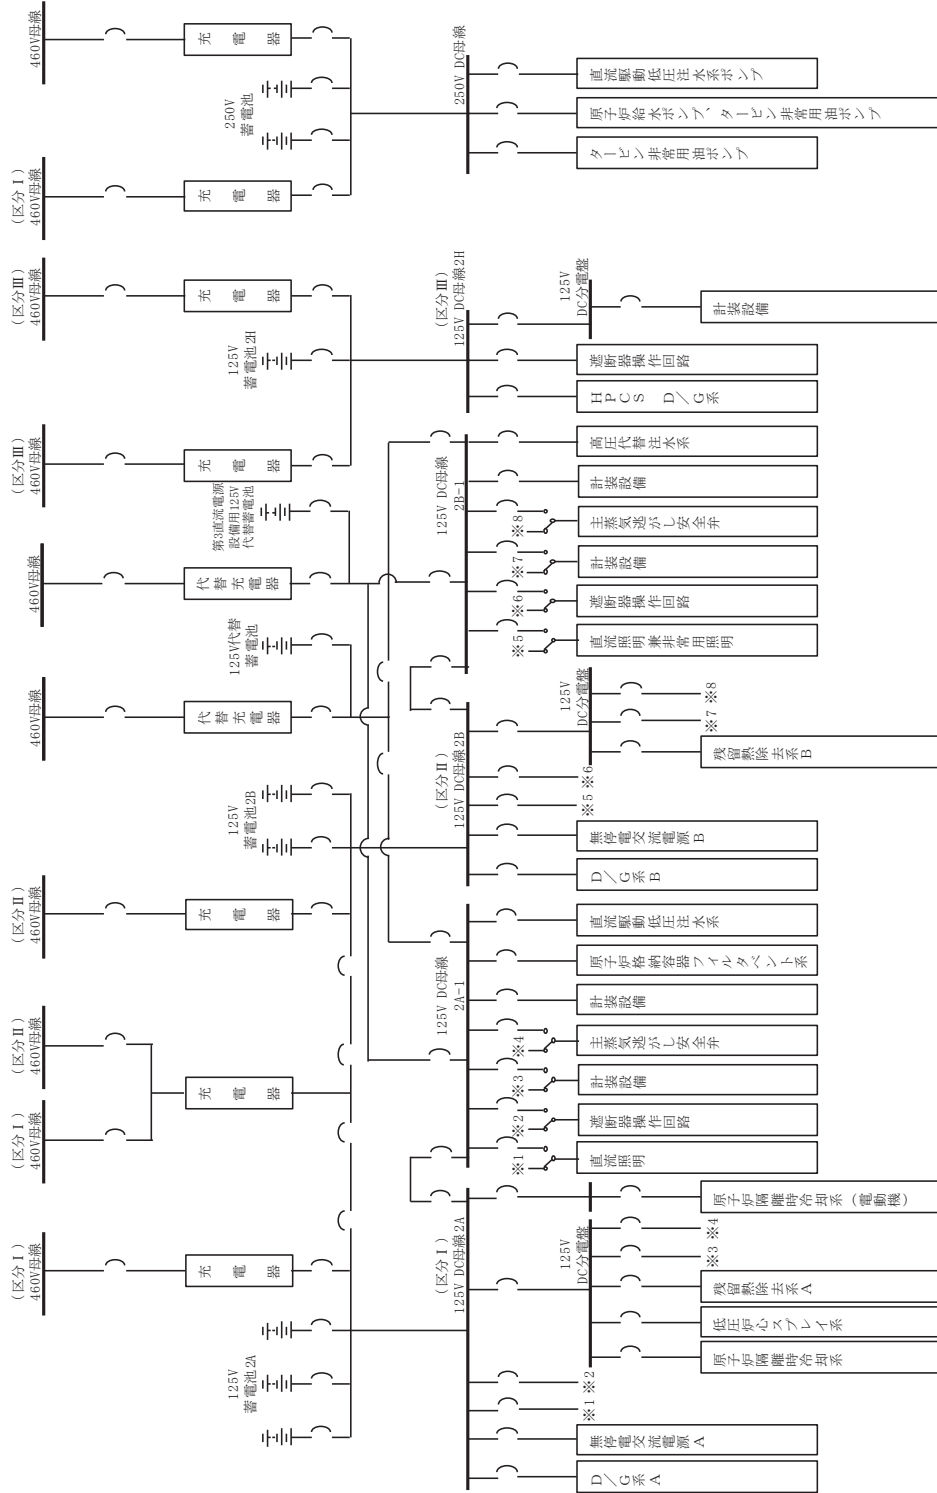 (区分Ⅰ)
460V母線
(区分Ⅰ)
460V母線
(区分Ⅱ)
460V母線
(区分Ⅱ)
460V母線
460V母線
460V母線
(区分Ⅲ)
460V母線
(区分Ⅲ)
460V母線
(区分Ⅰ)
460V母線
460V母線
充電器
充電器
充電器
代替充電器
代替充電器
充電器
充電器
充電器
充電器
125V
蓄電池2A
125V
蓄電池2B
125V代替
蓄電池
第3直流電源
設備用125V
代替蓄電池
125V
蓄電池2H
250V
蓄電池
(区分Ⅰ)
125V DC母線2A
125V DC母線
2A-1
(区分Ⅱ)
125V DC母線2B
125V DC母線
2B-1
(区分Ⅲ)
125V DC母線2H
250V DC母線
D/G系A
無停電交流電源A
※1
※2
125V
DC分電盤
原子炉隔離時冷却系
低圧炉心スプレイ系
残留熱除去系A
※3
※4
原子炉隔離時冷却系(電動機)
※1
直流照明
※2
遮断器操作回路
※3
計装設備
※4
主蒸気逃がし安全弁
計装設備
原子炉格納容器フィルタベント系
直流駆動低圧注水系
D/G系B
無停電交流電源B
※5
※6
125V
DC分電盤
残留熱除去系B
※7
※8
※5
直流照明兼非常用照明
※6
遮断器操作回路
※7
計装設備
※8
主蒸気逃がし安全弁
計装設備
高圧代替注水系
HPCS D/G系
遮断器操作回路
125V
DC分電盤
計装設備
タービン非常用油ポンプ
原子炉給水ポンプ、タービン非常用油ポンプ
直流駆動低圧注水系ポンプ